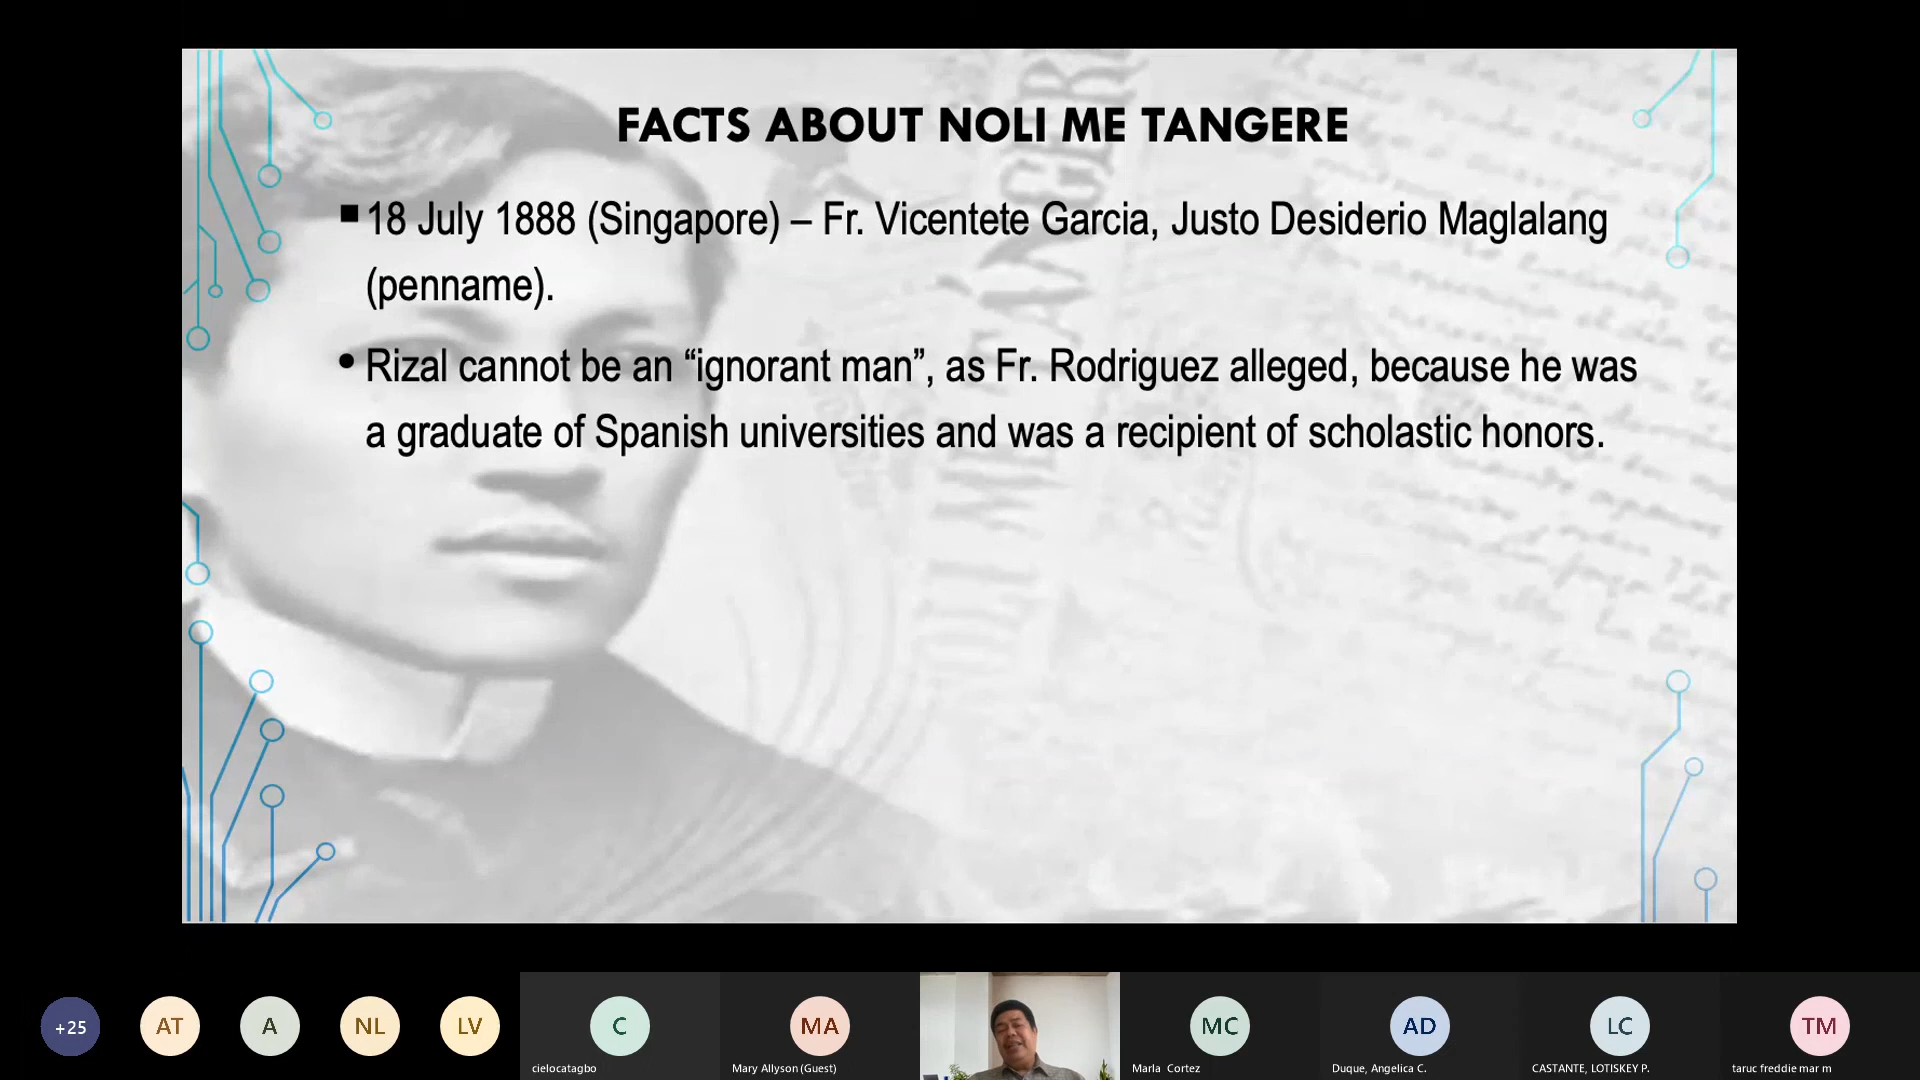 FACTS ABOUT NOLI ME TANGERE
■ 18 July 1888 (Singapore) – Fr. Vicentete Garcia, Justo Desiderio Maglalang
(penname).
• Rizal cannot be an “ignorant man”, as Fr. Rodriguez alleged, because he was
a graduate of Spanish universities and was a recipient of scholastic honors.
NOLI ME TÁNGERE
+25
AT
A
NL
LV
C
MA
MC
AD
LC
TM
cielocatagbo
Mary Allyson (Guest)
Marla Cortez
Duque, Angelica C.
CASTANTE, LOTISKEY P.
taruc freddie mar m